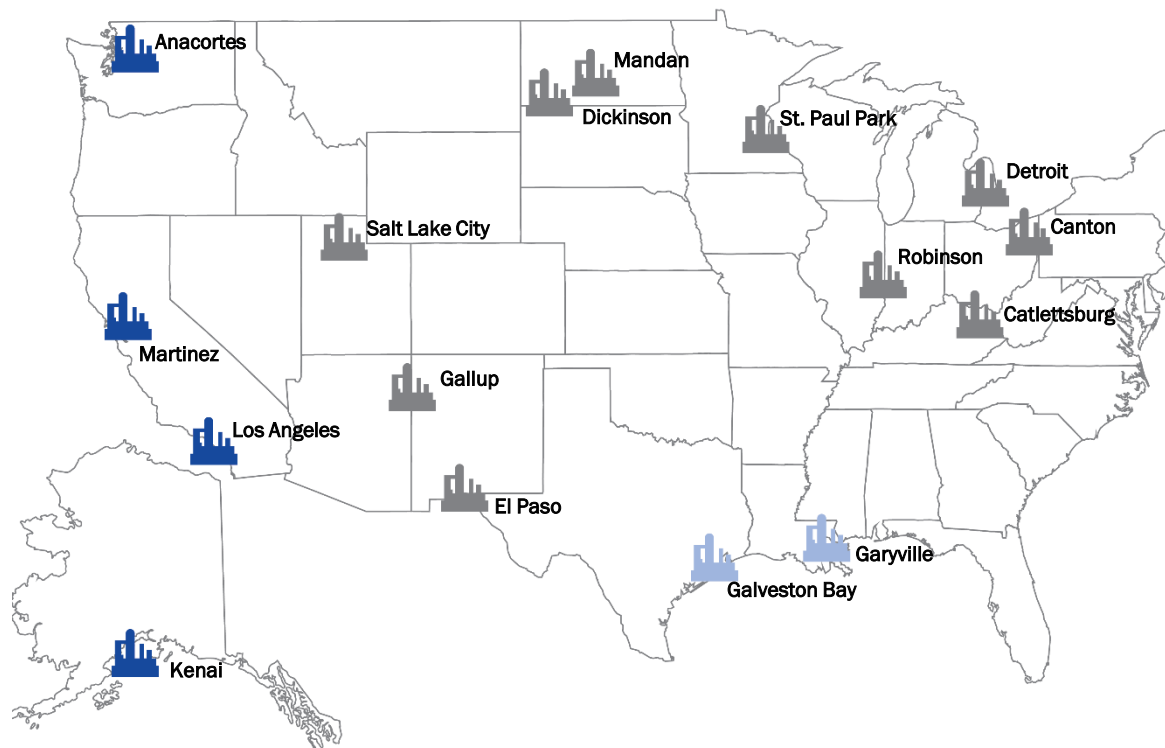 Anacortes
Mandan
Dickinson
St. Paul Park
Detroit
Salt Lake City
Canton
Robinson
Catlettsburg
Martinez
Gallup
Los Angeles
El Paso
Garyville
Galveston Bay
Kenai